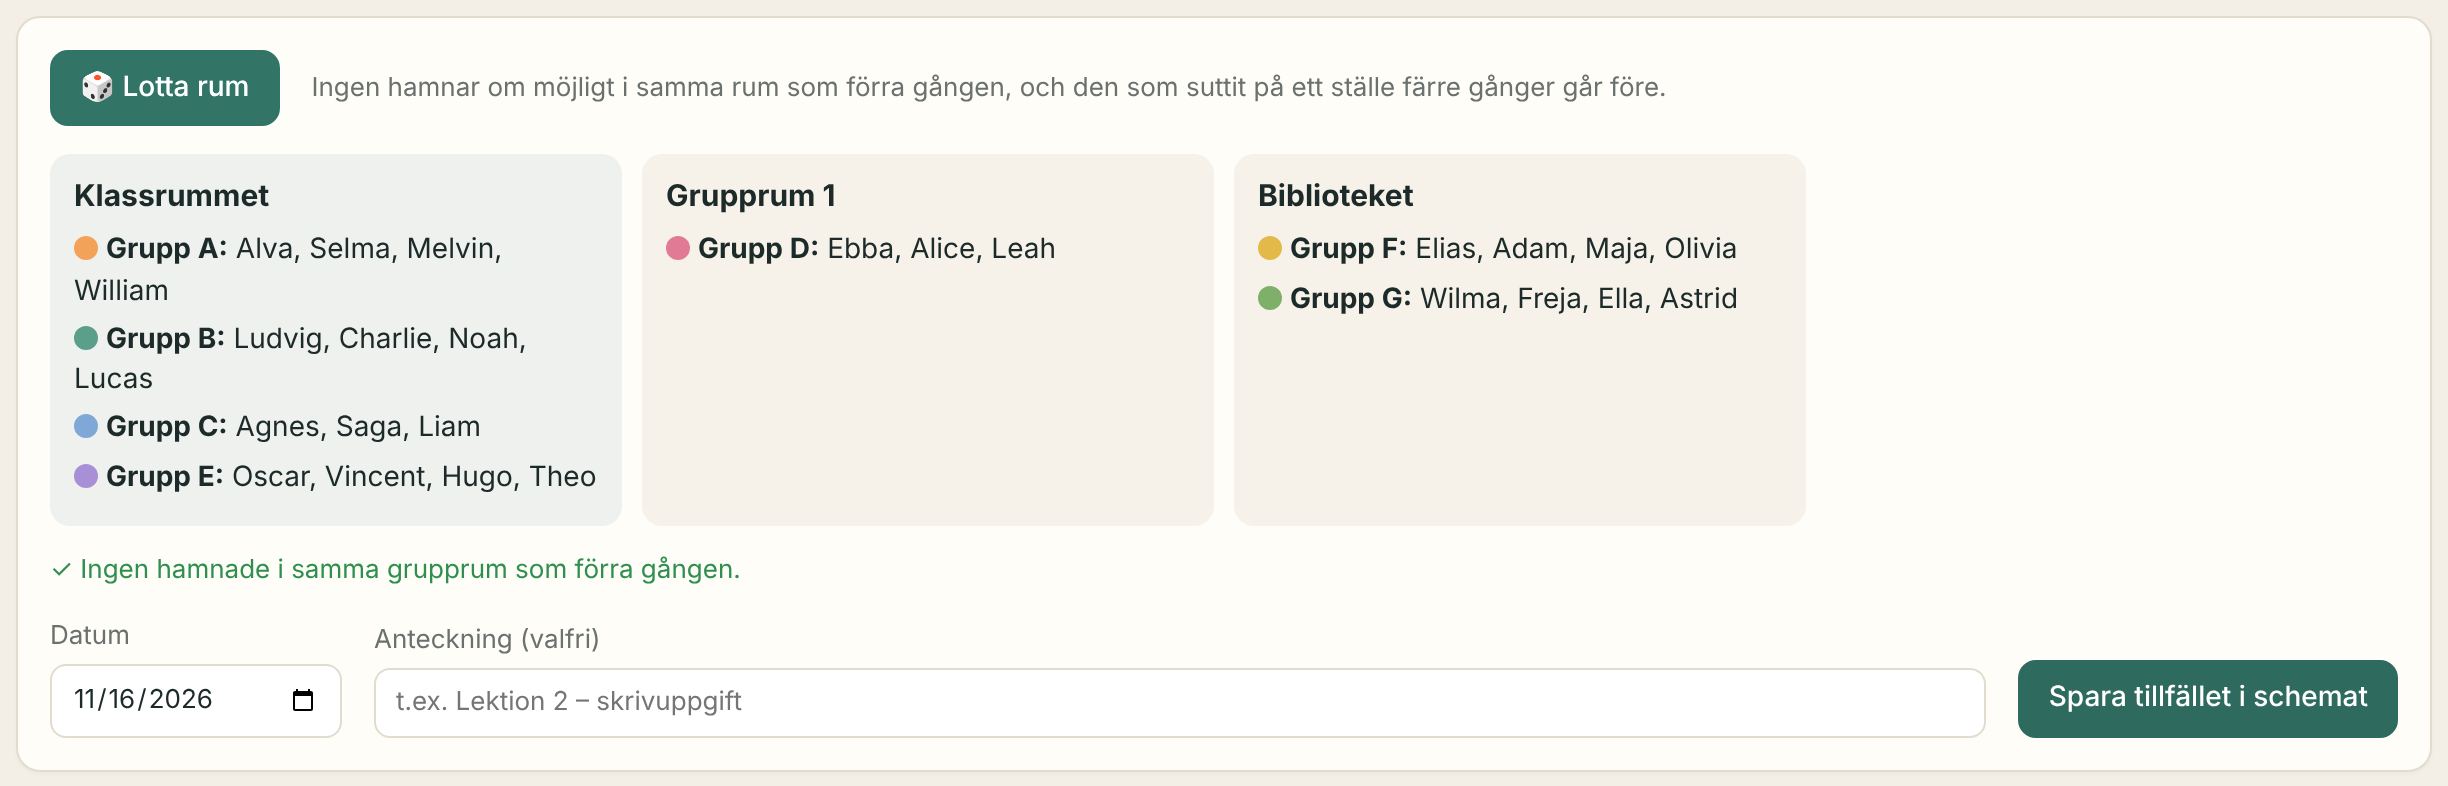 🎲 Lotta rum
Ingen hamnar om möjligt i samma rum som förra gången, och den som suttit på ett ställe färre gånger går före.
Klassrummet
Grupp A: Alva, Selma, Melvin,
William
Grupp B: Ludvig, Charlie, Noah,
Lucas
Grupp C: Agnes, Saga, Liam
Grupp E: Oscar, Vincent, Hugo, Theo
Grupprum 1
Grupp D: Ebba, Alice, Leah
Biblioteket
Grupp F: Elias, Adam, Maja, Olivia
Grupp G: Wilma, Freja, Ella, Astrid
✓ Ingen hamnade i samma grupprum som förra gången.
Datum
11/16/2026
Anteckning (valfri)
t.ex. Lektion 2 – skrivuppgift
Spara tillfället i schemat